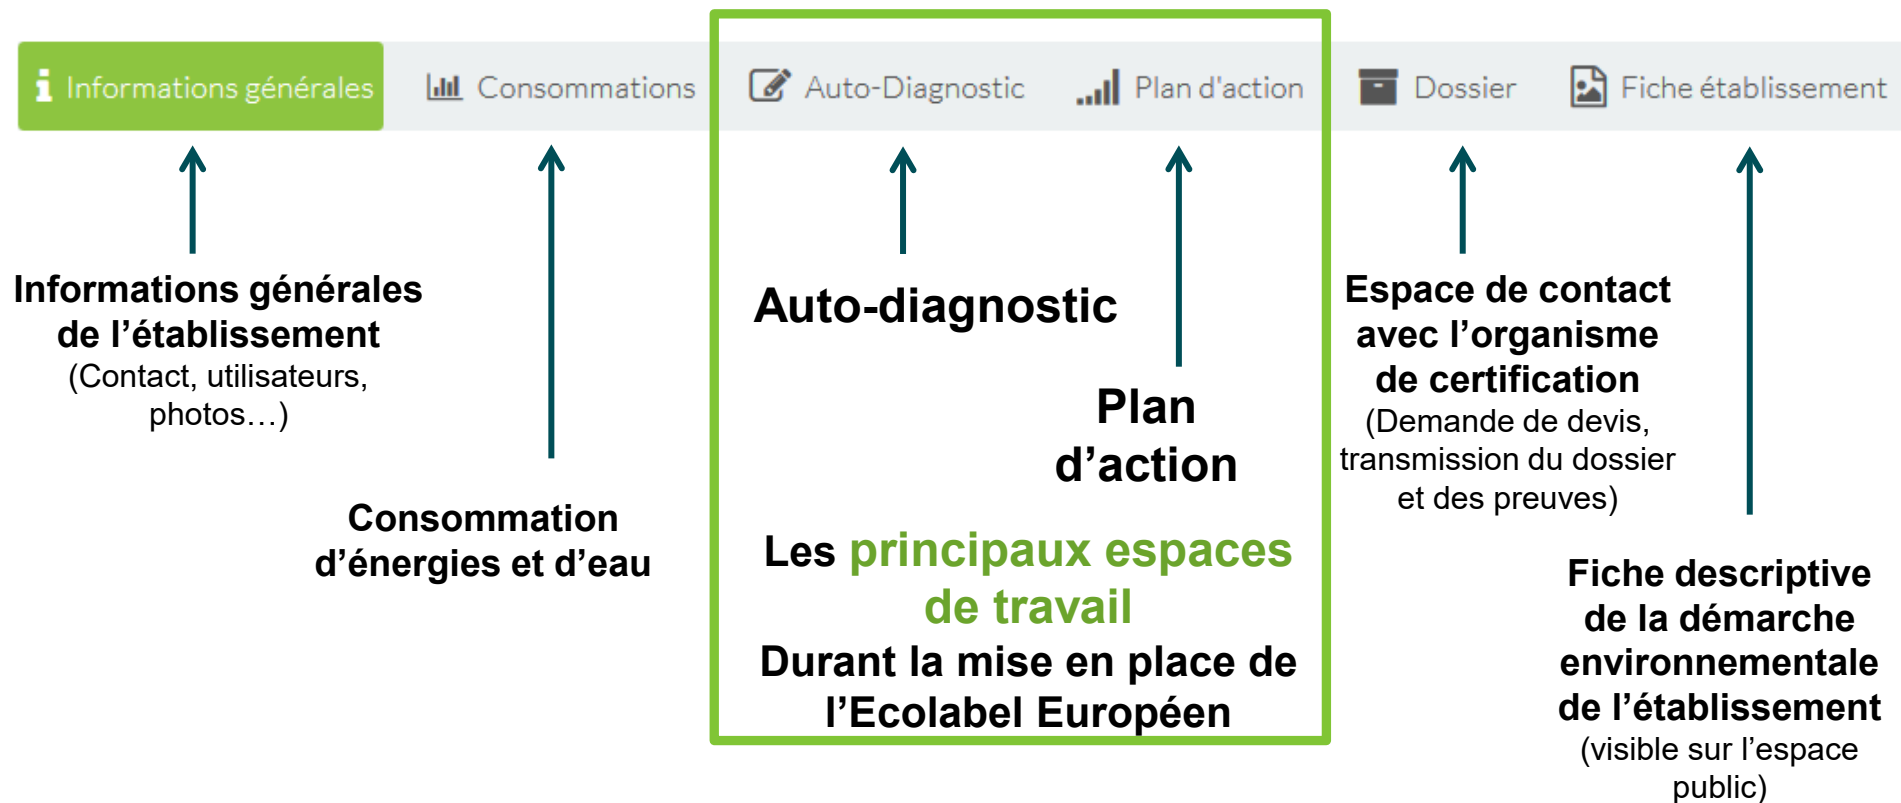 Informations générales
Consommations
Auto-Diagnostic
Plan d'action
Dossier
Fiche établissement
Informations générales
de l’établissement
(Contact, utilisateurs,
photos…)
Consommation
d’énergies et d’eau
Auto-diagnostic
Plan
d’action
Les principaux espaces
de travail
Durant la mise en place de
l’Ecolabel Européen
Espace de contact
avec l’organisme
de certification
(Demande de devis,
transmission du dossier
et des preuves)
Fiche descriptive
de la démarche
environnementale
de l’établissement
(visible sur l’espace
public)